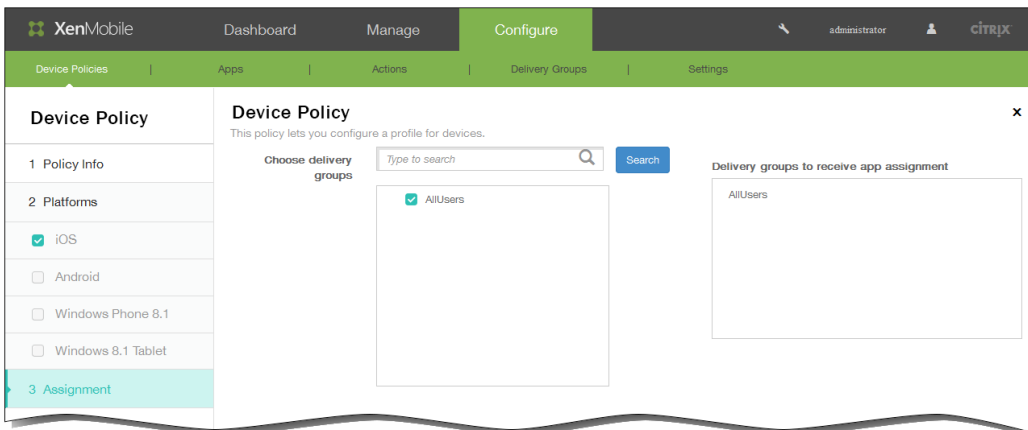 XenMobile Dashboard Manage Configure administrator CİTRIX
Device Policies | Apps | Actions | Delivery Groups | Settings
Device Policy
1 Policy Info
2 Platforms
iOS
Android
Windows Phone 8.1
Windows 8.1 Tablet
3 Assignment
Device Policy x
This policy lets you configure a profile for devices.
Choose delivery
groups
Type to search Search
AllUsers
Delivery groups to receive app assignment
AllUsers